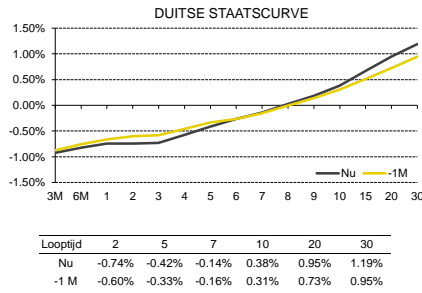 DUITSE STAATSCURVE
1.50%
1.00%
0.50%
0.00%
-0.50%
-1.00%
-1.50%
3M 6M 1 2 3 5 6 7 8 9 10 15 20 30
Nu -1M
Looptijd 2 5 7 10 20 30
Nu -0.74% -0.42% -0.14% 0.38% 0.95% 1.19%
-1 M -0.60% -0.33% -0.16% 0.31% 0.73% 0.95%